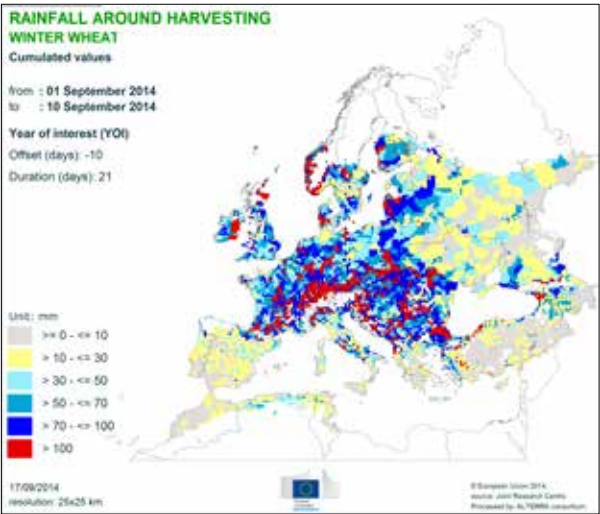 RAINFALL AROUND HARVESTING
WINTER WHEAT
Cumulated values
from : 01 September 2014
to : 10 September 2014
Year of interest (YOI)
Offset (days): -10
Duration (days): 21
Unit: mm
>= 0 - <= 10
> 10 - <= 30
> 30 - <= 50
> 50 - <= 70
> 70 - <= 100
> 100
17/09/2014
resolution: 25x25 km
© European Union 2014
source: Joint Research Centre
Processed by ALTERRA consortium